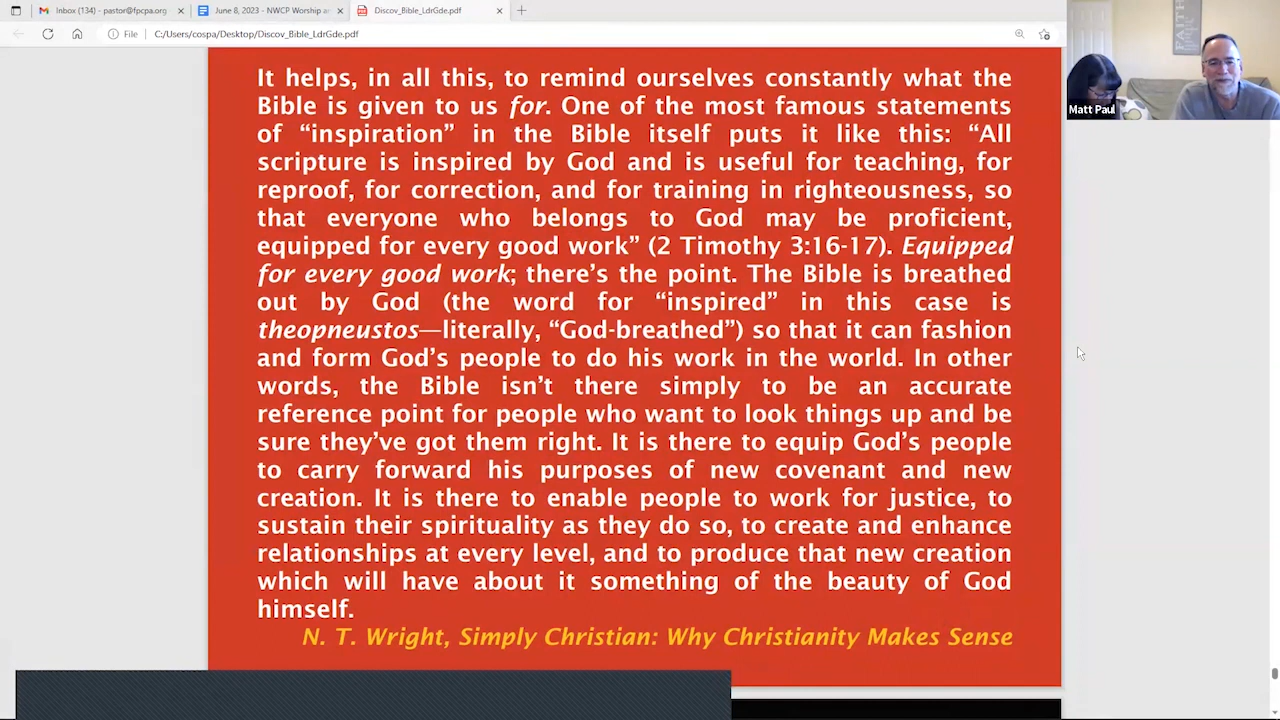 Inbox (134) - pastor@fpcpa.org
June 8, 2023 - NWCP Worship an
Discov_Bible_LdrGde.pdf
File
C:/Users/cospa/Desktop/Discov_Bible_LdrGde.pdf
FAITH
Matt Paul
It helps, in all this, to remind ourselves constantly what the
Bible is given to us for. One of the most famous statements
of “inspiration” in the Bible itself puts it like this: “All
scripture is inspired by God and is useful for teaching, for
reproof, for correction, and for training in righteousness, so
that everyone who belongs to God may be proficient,
equipped for every good work” (2 Timothy 3:16-17). Equipped
for every good work; there’s the point. The Bible is breathed
out by God (the word for “inspired” in this case is
theopneustos—literally, “God-breathed”) so that it can fashion
and form God’s people to do his work in the world. In other
words, the Bible isn’t there simply to be an accurate
reference point for people who want to look things up and be
sure they’ve got them right. It is there to equip God’s people
to carry forward his purposes of new covenant and new
creation. It is there to enable people to work for justice, to
sustain their spirituality as they do so, to create and enhance
relationships at every level, and to produce that new creation
which will have about it something of the beauty of God
himself.
N. T. Wright, Simply Christian: Why Christianity Makes Sense